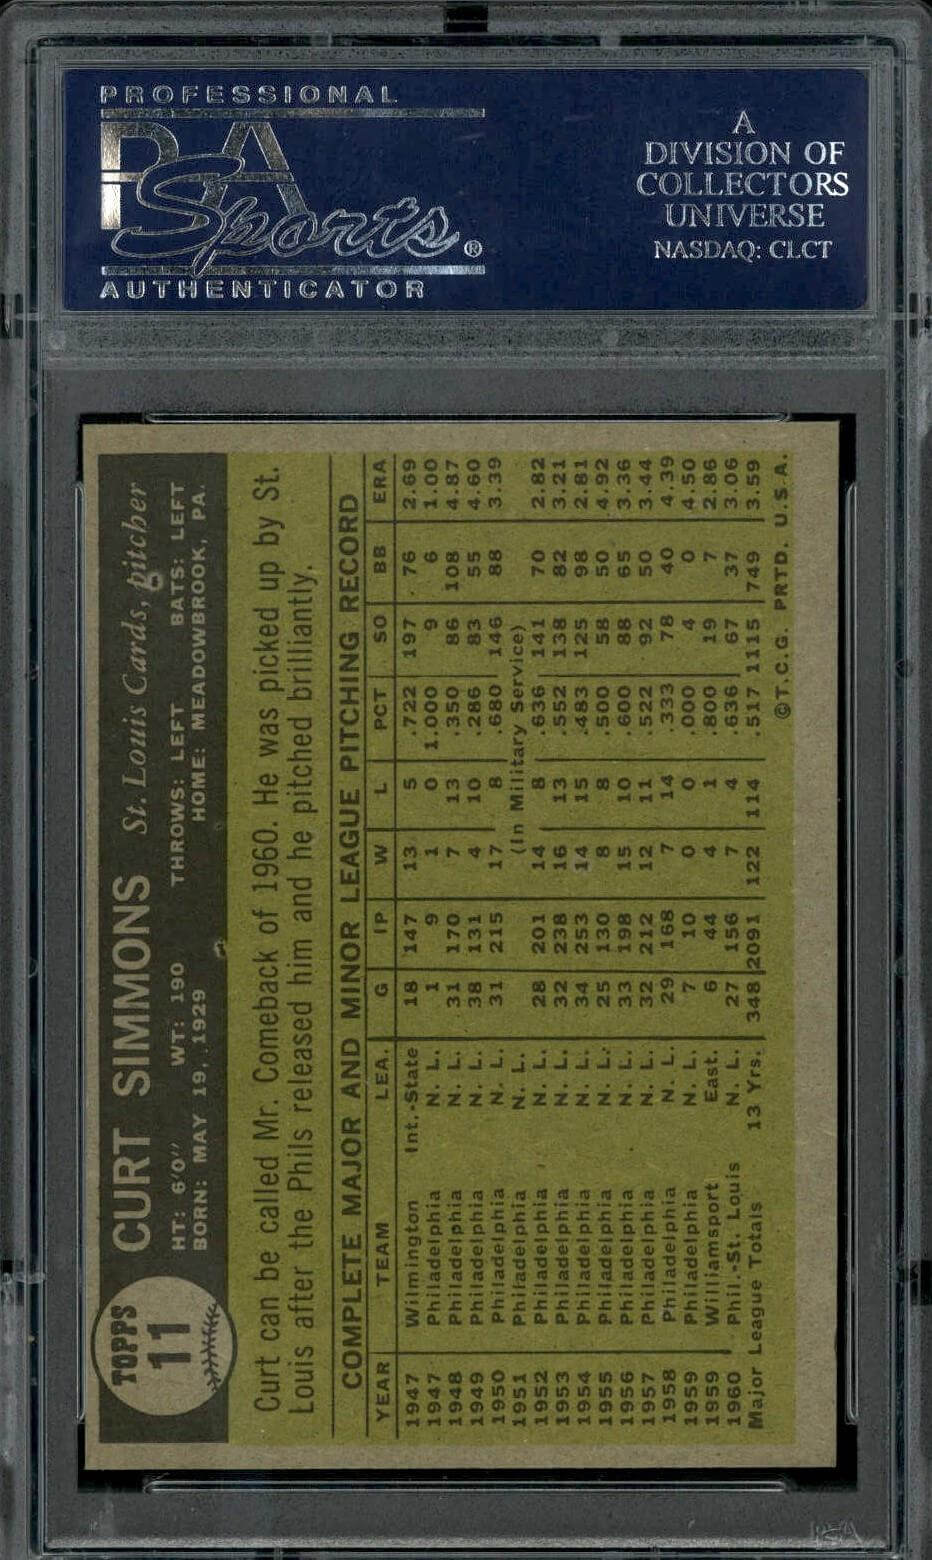 PROFESSIONAL
PSA
Sports®
AUTHENTICATOR
A
DIVISION OF
COLLECTORS
UNIVERSE
NASDAQ: CLCT
TOPPS
11
CURT SIMMONS St. Louis Cards, pitcher
HT: 6'0" WT: 190 THROWS: LEFT BATS: LEFT
BORN: MAY 19, 1929 HOME: MEADOWBROOK, PA.
Curt can be called Mr. Comeback of 1960. He was picked up by St.
Louis after the Phils released him and he pitched brilliantly.
COMPLETE MAJOR AND MINOR LEAGUE PITCHING RECORD
YEAR TEAM LEA. G IP W L PCT SO BB ERA
1947 Wilmington Int.-State 18 147 13 5 .722 197 76 2.69
1947 Philadelphia N. L. 1 9 1 0 1.000 9 6 1.00
1948 Philadelphia N. L. 31 170 7 13 .350 86 108 4.87
1949 Philadelphia N. L. 38 131 4 10 .286 83 55 4.60
1950 Philadelphia N. L. 31 215 17 8 .680 146 88 3.39
1951 Philadelphia N. L. (In Military Service)
1952 Philadelphia N. L. 28 201 14 8 .636 141 70 2.82
1953 Philadelphia N. L. 32 238 16 13 .552 138 82 3.21
1954 Philadelphia N. L. 34 253 14 15 .483 125 98 2.81
1955 Philadelphia N. L. 25 130 8 8 .500 58 50 4.92
1956 Philadelphia N. L. 33 198 15 10 .600 88 65 3.36
1957 Philadelphia N. L. 32 212 12 11 .522 92 50 3.44
1958 Philadelphia N. L. 29 168 7 14 .333 78 40 4.39
1959 Philadelphia N. L. 7 10 0 0 .000 4 0 4.50
1959 Williamsport East. 6 44 4 1 .800 19 7 2.86
1960 Phil.-St. Louis N. L. 27 156 7 4 .636 67 37 3.06
Major League Totals 13 Yrs. 348 2091 122 114 .517 1115 749 3.59
©T.C.G. PRTD. U.S.A.
PSA